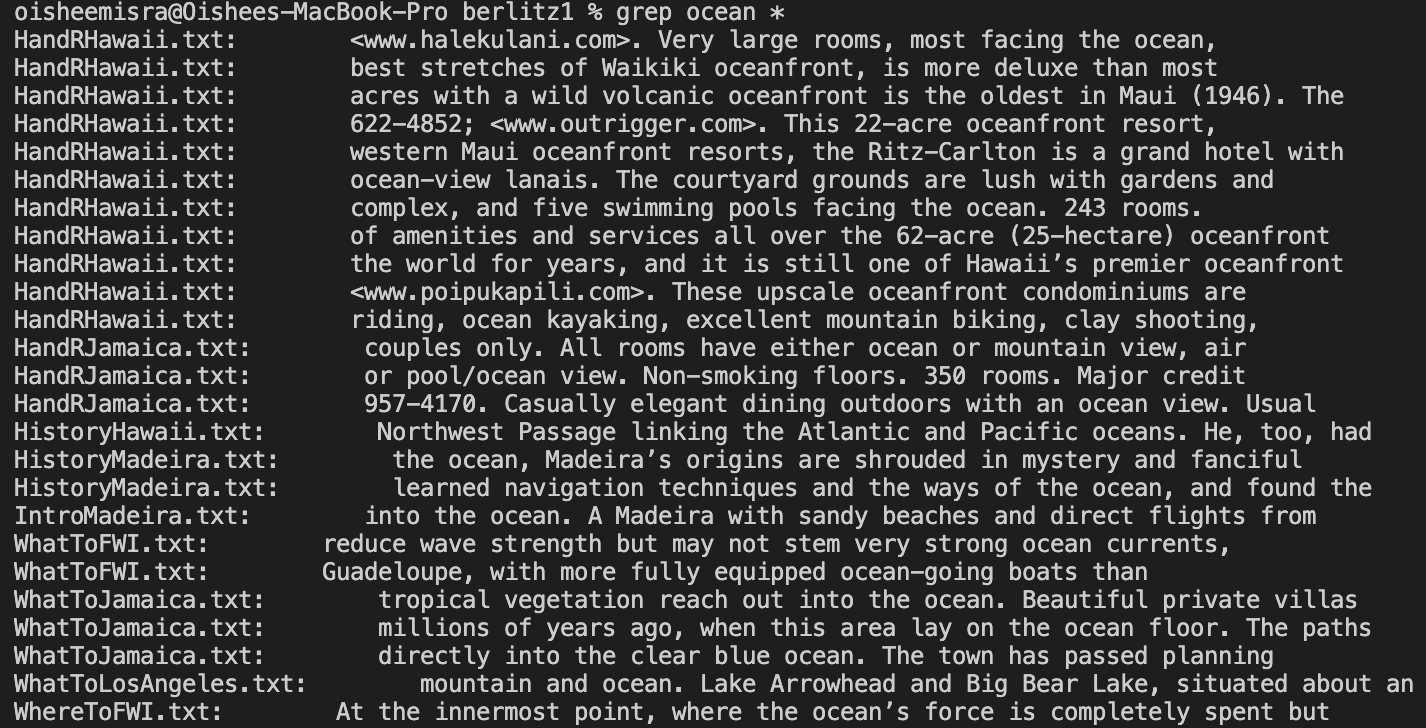 oisheemisra@Oishees-MacBook-Pro berlitz1 % grep ocean *
HandRHawaii.txt:        <www.halekulani.com>. Very large rooms, most facing the ocean,
HandRHawaii.txt:        best stretches of Waikiki oceanfront, is more deluxe than most
HandRHawaii.txt:        acres with a wild volcanic oceanfront is the oldest in Maui (1946). The
HandRHawaii.txt:        622-4852; <www.outrigger.com>. This 22-acre oceanfront resort,
HandRHawaii.txt:        western Maui oceanfront resorts, the Ritz-Carlton is a grand hotel with
HandRHawaii.txt:        ocean-view lanais. The courtyard grounds are lush with gardens and
HandRHawaii.txt:        complex, and five swimming pools facing the ocean. 243 rooms.
HandRHawaii.txt:        of amenities and services all over the 62-acre (25-hectare) oceanfront
HandRHawaii.txt:        the world for years, and it is still one of Hawaii’s premier oceanfront
HandRHawaii.txt:        <www.poipukapili.com>. These upscale oceanfront condominiums are
HandRHawaii.txt:        riding, ocean kayaking, excellent mountain biking, clay shooting,
HandRJamaica.txt:        couples only. All rooms have either ocean or mountain view, air
HandRJamaica.txt:        or pool/ocean view. Non-smoking floors. 350 rooms. Major credit
HandRJamaica.txt:        957-4170. Casually elegant dining outdoors with an ocean view. Usual
HistoryHawaii.txt:        Northwest Passage linking the Atlantic and Pacific oceans. He, too, had
HistoryMadeira.txt:        the ocean, Madeira’s origins are shrouded in mystery and fanciful
HistoryMadeira.txt:        learned navigation techniques and the ways of the ocean, and found the
IntroMadeira.txt:        into the ocean. A Madeira with sandy beaches and direct flights from
WhatToFWI.txt:        reduce wave strength but may not stem very strong ocean currents,
WhatToFWI.txt:        Guadeloupe, with more fully equipped ocean-going boats than
WhatToJamaica.txt:        tropical vegetation reach out into the ocean. Beautiful private villas
WhatToJamaica.txt:        millions of years ago, when this area lay on the ocean floor. The paths
WhatToJamaica.txt:        directly into the clear blue ocean. The town has passed planning
WhatToLosAngeles.txt:        mountain and ocean. Lake Arrowhead and Big Bear Lake, situated about an
WhereToFWI.txt:        At the innermost point, where the ocean’s force is completely spent but